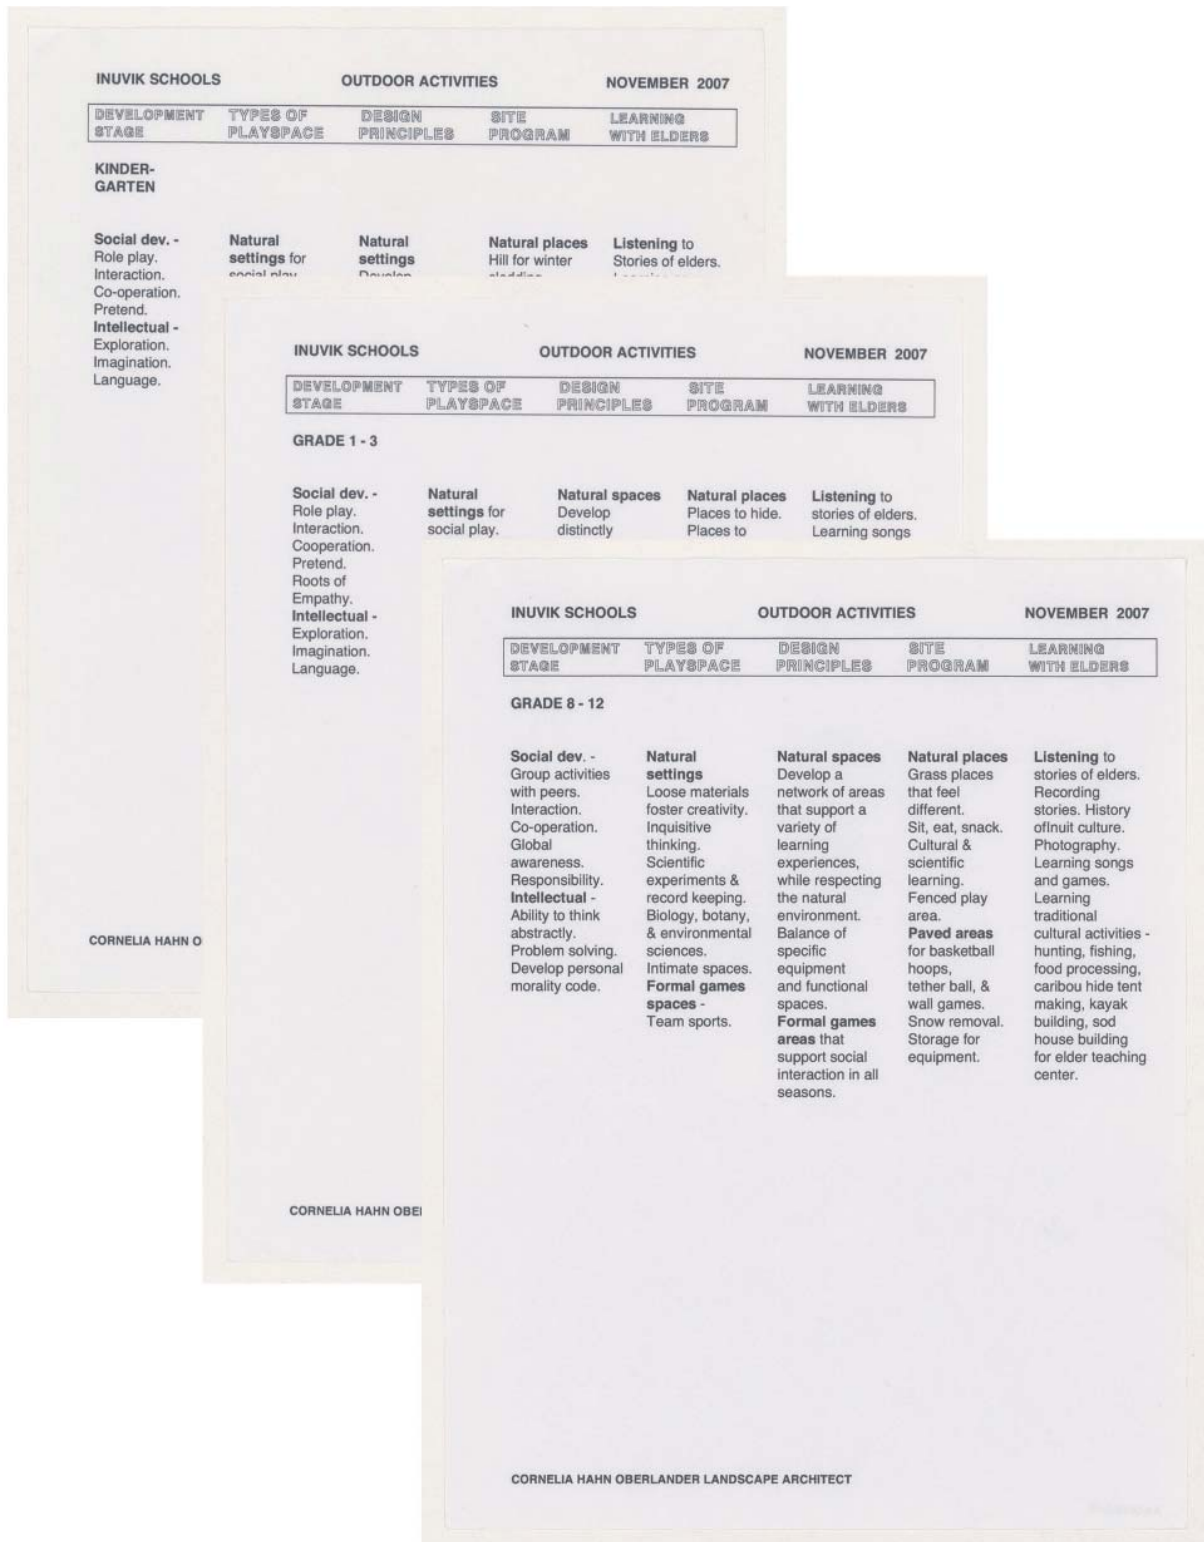 INUVIK SCHOOLS OUTDOOR ACTIVITIES NOVEMBER 2007
DEVELOPMENT STAGE
TYPES OF PLAYSPACE
DESIGN PRINCIPLES
SITE PROGRAM
LEARNING WITH ELDERS
KINDER-
GARTEN
Social dev. -
Role play.
Interaction.
Co-operation.
Pretend.
Intellectual -
Exploration.
Imagination.
Language.
Natural
settings for
social play
Natural
settings
Develop
Natural places
Hill for winter
sledding
Listening to
Stories of elders.
CORNELIA HAHN O
INUVIK SCHOOLS OUTDOOR ACTIVITIES NOVEMBER 2007
DEVELOPMENT STAGE
TYPES OF PLAYSPACE
DESIGN PRINCIPLES
SITE PROGRAM
LEARNING WITH ELDERS
GRADE 1 - 3
Social dev. -
Role play.
Interaction.
Cooperation.
Pretend.
Roots of
Empathy.
Intellectual -
Exploration.
Imagination.
Language.
Natural
settings for
social play.
Natural spaces
Develop
distinctly
Natural places
Places to hide.
Places to
Listening to
stories of elders.
Learning songs
CORNELIA HAHN OBE
INUVIK SCHOOLS OUTDOOR ACTIVITIES NOVEMBER 2007
DEVELOPMENT STAGE
TYPES OF PLAYSPACE
DESIGN PRINCIPLES
SITE PROGRAM
LEARNING WITH ELDERS
GRADE 8 - 12
Social dev. -
Group activities
with peers.
Interaction.
Co-operation.
Global
awareness.
Responsibility.
Intellectual -
Ability to think
abstractly.
Problem solving.
Develop personal
morality code.
Natural
settings
Loose materials
foster creativity.
Inquisitive
thinking.
Scientific
experiments &
record keeping.
Biology, botany,
& environmental
sciences.
Intimate spaces.
Formal games
spaces -
Team sports.
Natural spaces
Develop a
network of areas
that support a
variety of
learning
experiences,
while respecting
the natural
environment.
Balance of
specific
equipment
and functional
spaces.
Formal games
areas that
support social
interaction in all
seasons.
Natural places
Grass places
that feel
different.
Sit, eat, snack.
Cultural &
scientific
learning.
Fenced play
area.
Paved areas
for basketball
hoops,
tether ball, &
wall games.
Snow removal.
Storage for
equipment.
Listening to
stories of elders.
Recording
stories. History
ofInuit culture.
Photography.
Learning songs
and games.
Learning
traditional
cultural activities -
hunting, fishing,
food processing,
caribou hide tent
making, kayak
building, sod
house building
for elder teaching
center.
CORNELIA HAHN OBERLANDER LANDSCAPE ARCHITECT